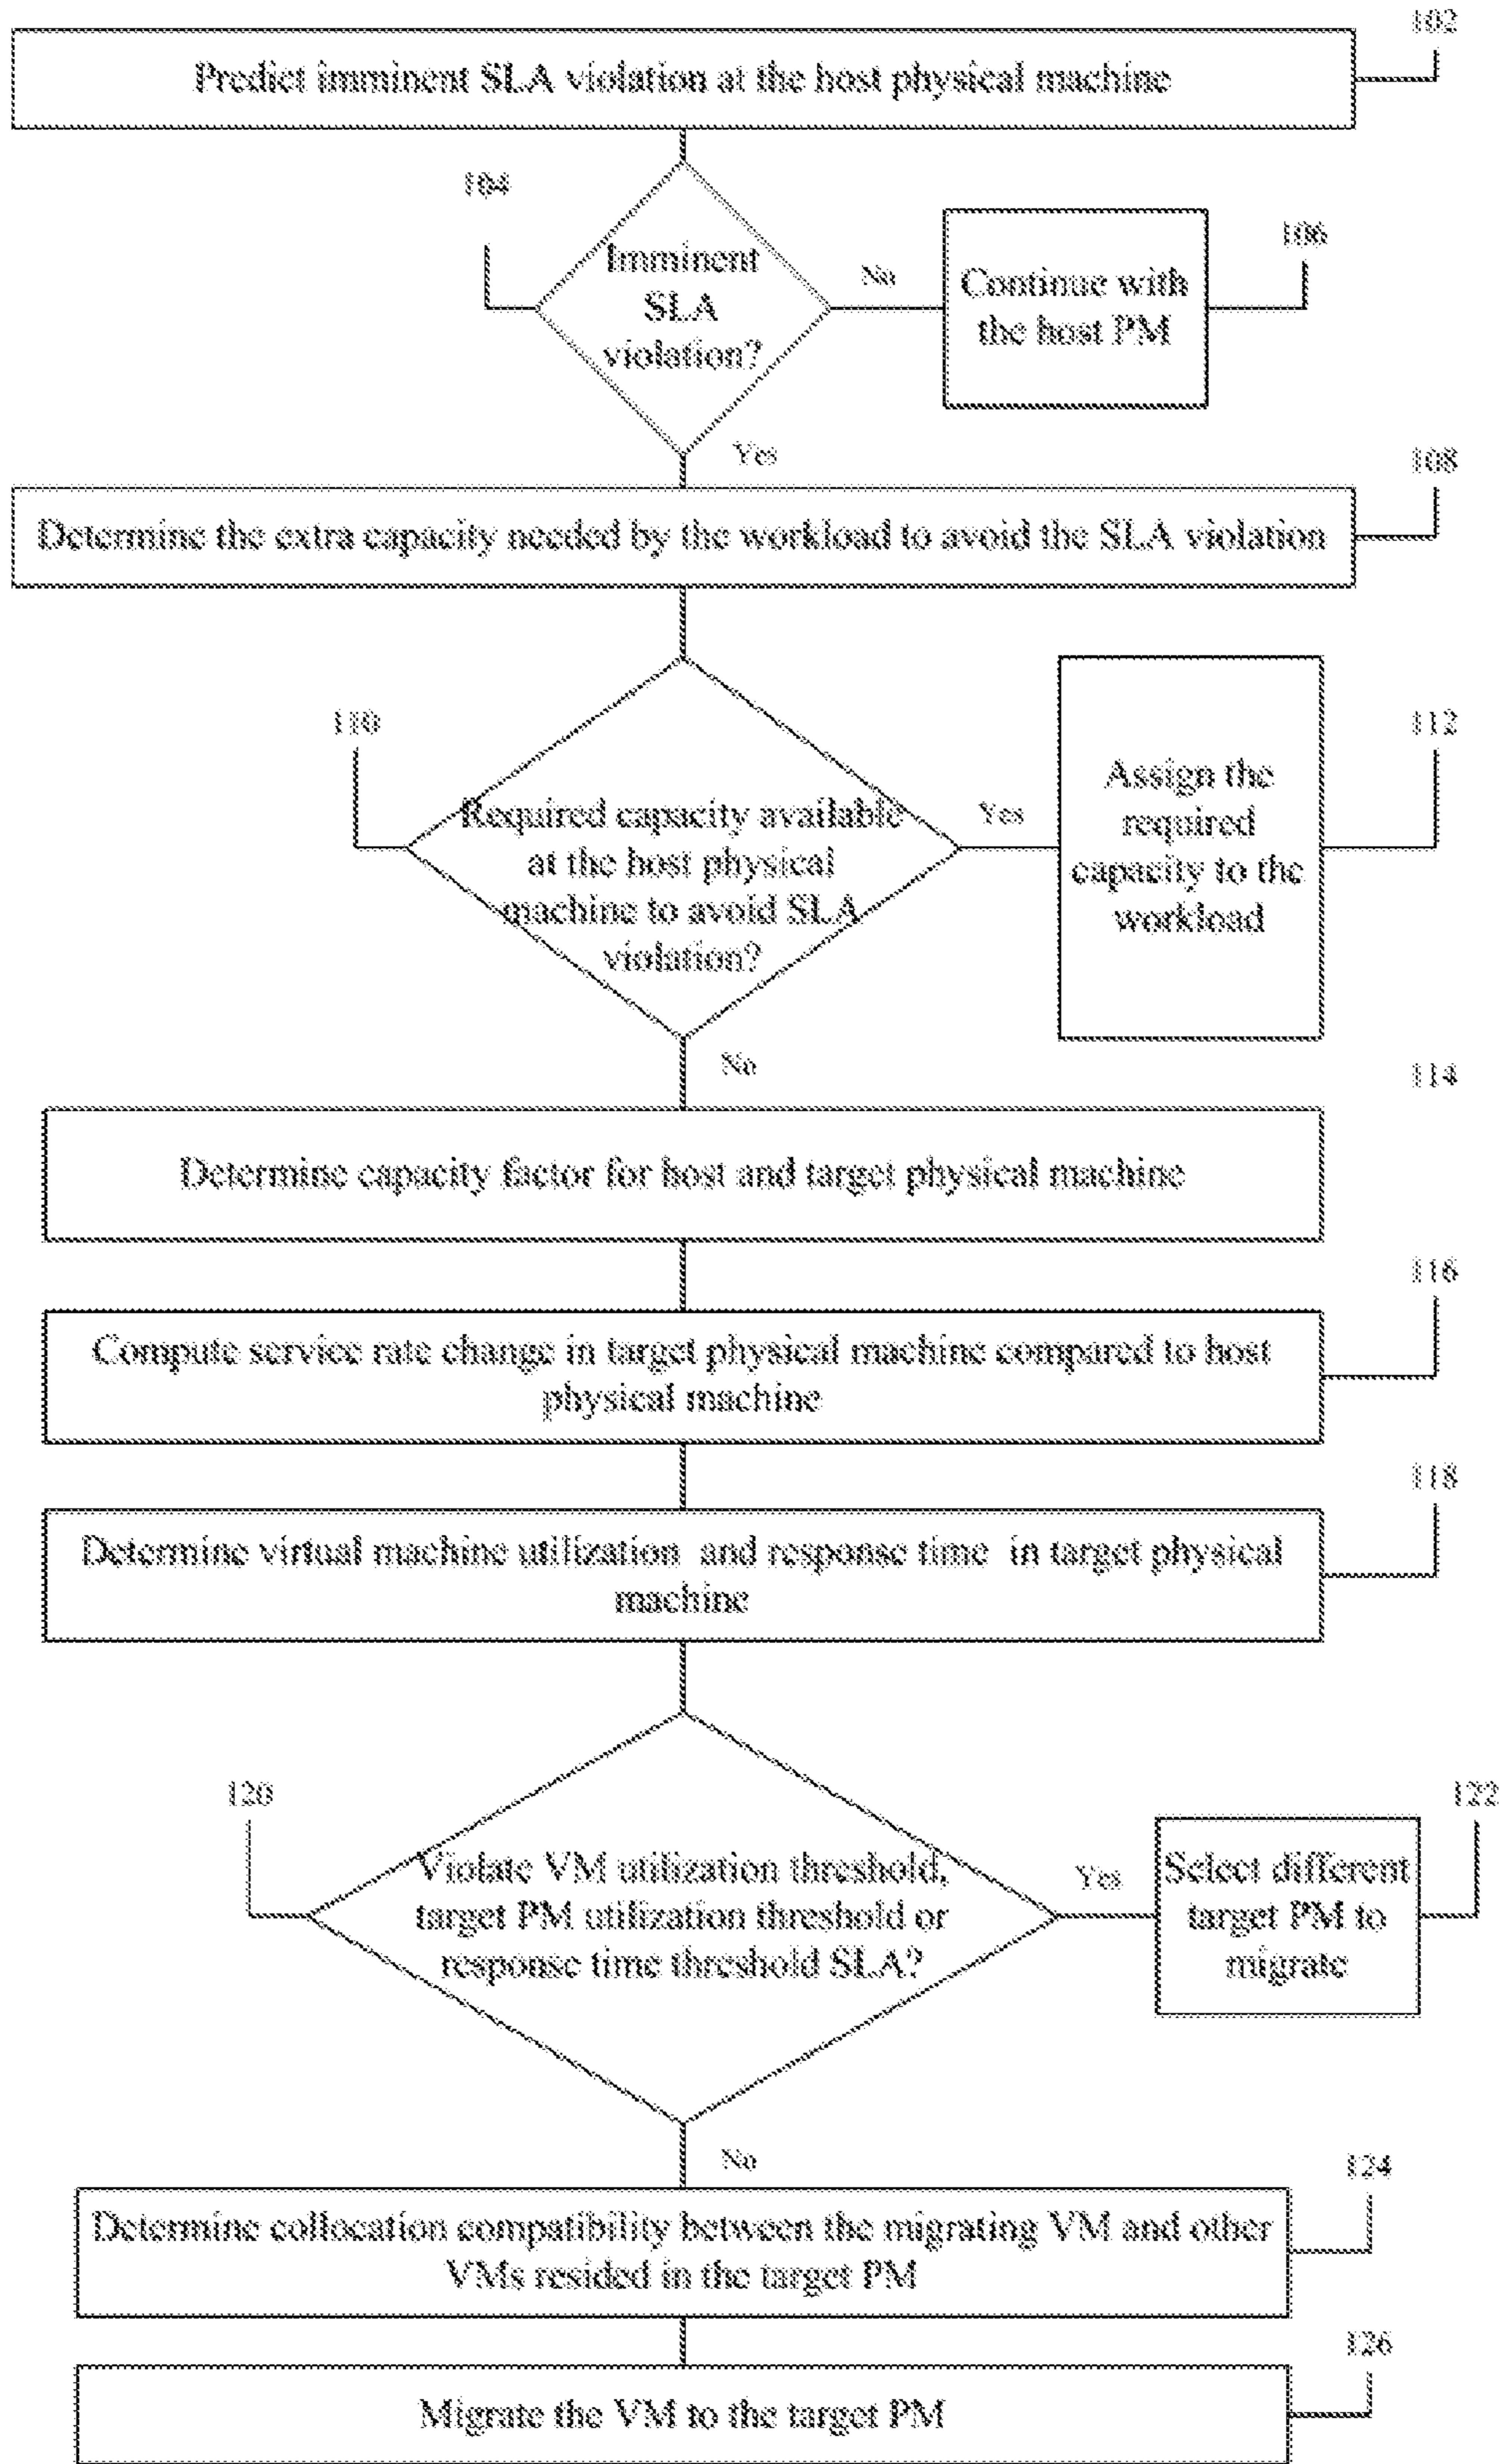 102
Predict imminent SLA violation at the host physical machine
104
Imminent
SLA
violation?
No
106
Continue with
the host PM
Yes
108
Determine the extra capacity needed by the workload to avoid the SLA violation
110
Required capacity available
at the host physical
machine to avoid SLA
violation?
Yes
112
Assign the
required
capacity to the
workload
No
114
Determine capacity factor for host and target physical machine
116
Compute service rate change in target physical machine compared to host
physical machine
118
Determine virtual machine utilization and response time in target physical
machine
120
Violate VM utilization threshold,
target PM utilization threshold or
response time threshold SLA?
Yes
122
Select different
target PM to
migrate
No
124
Determine collocation compatibility between the migrating VM and other
VMs resided in the target PM
126
Migrate the VM to the target PM